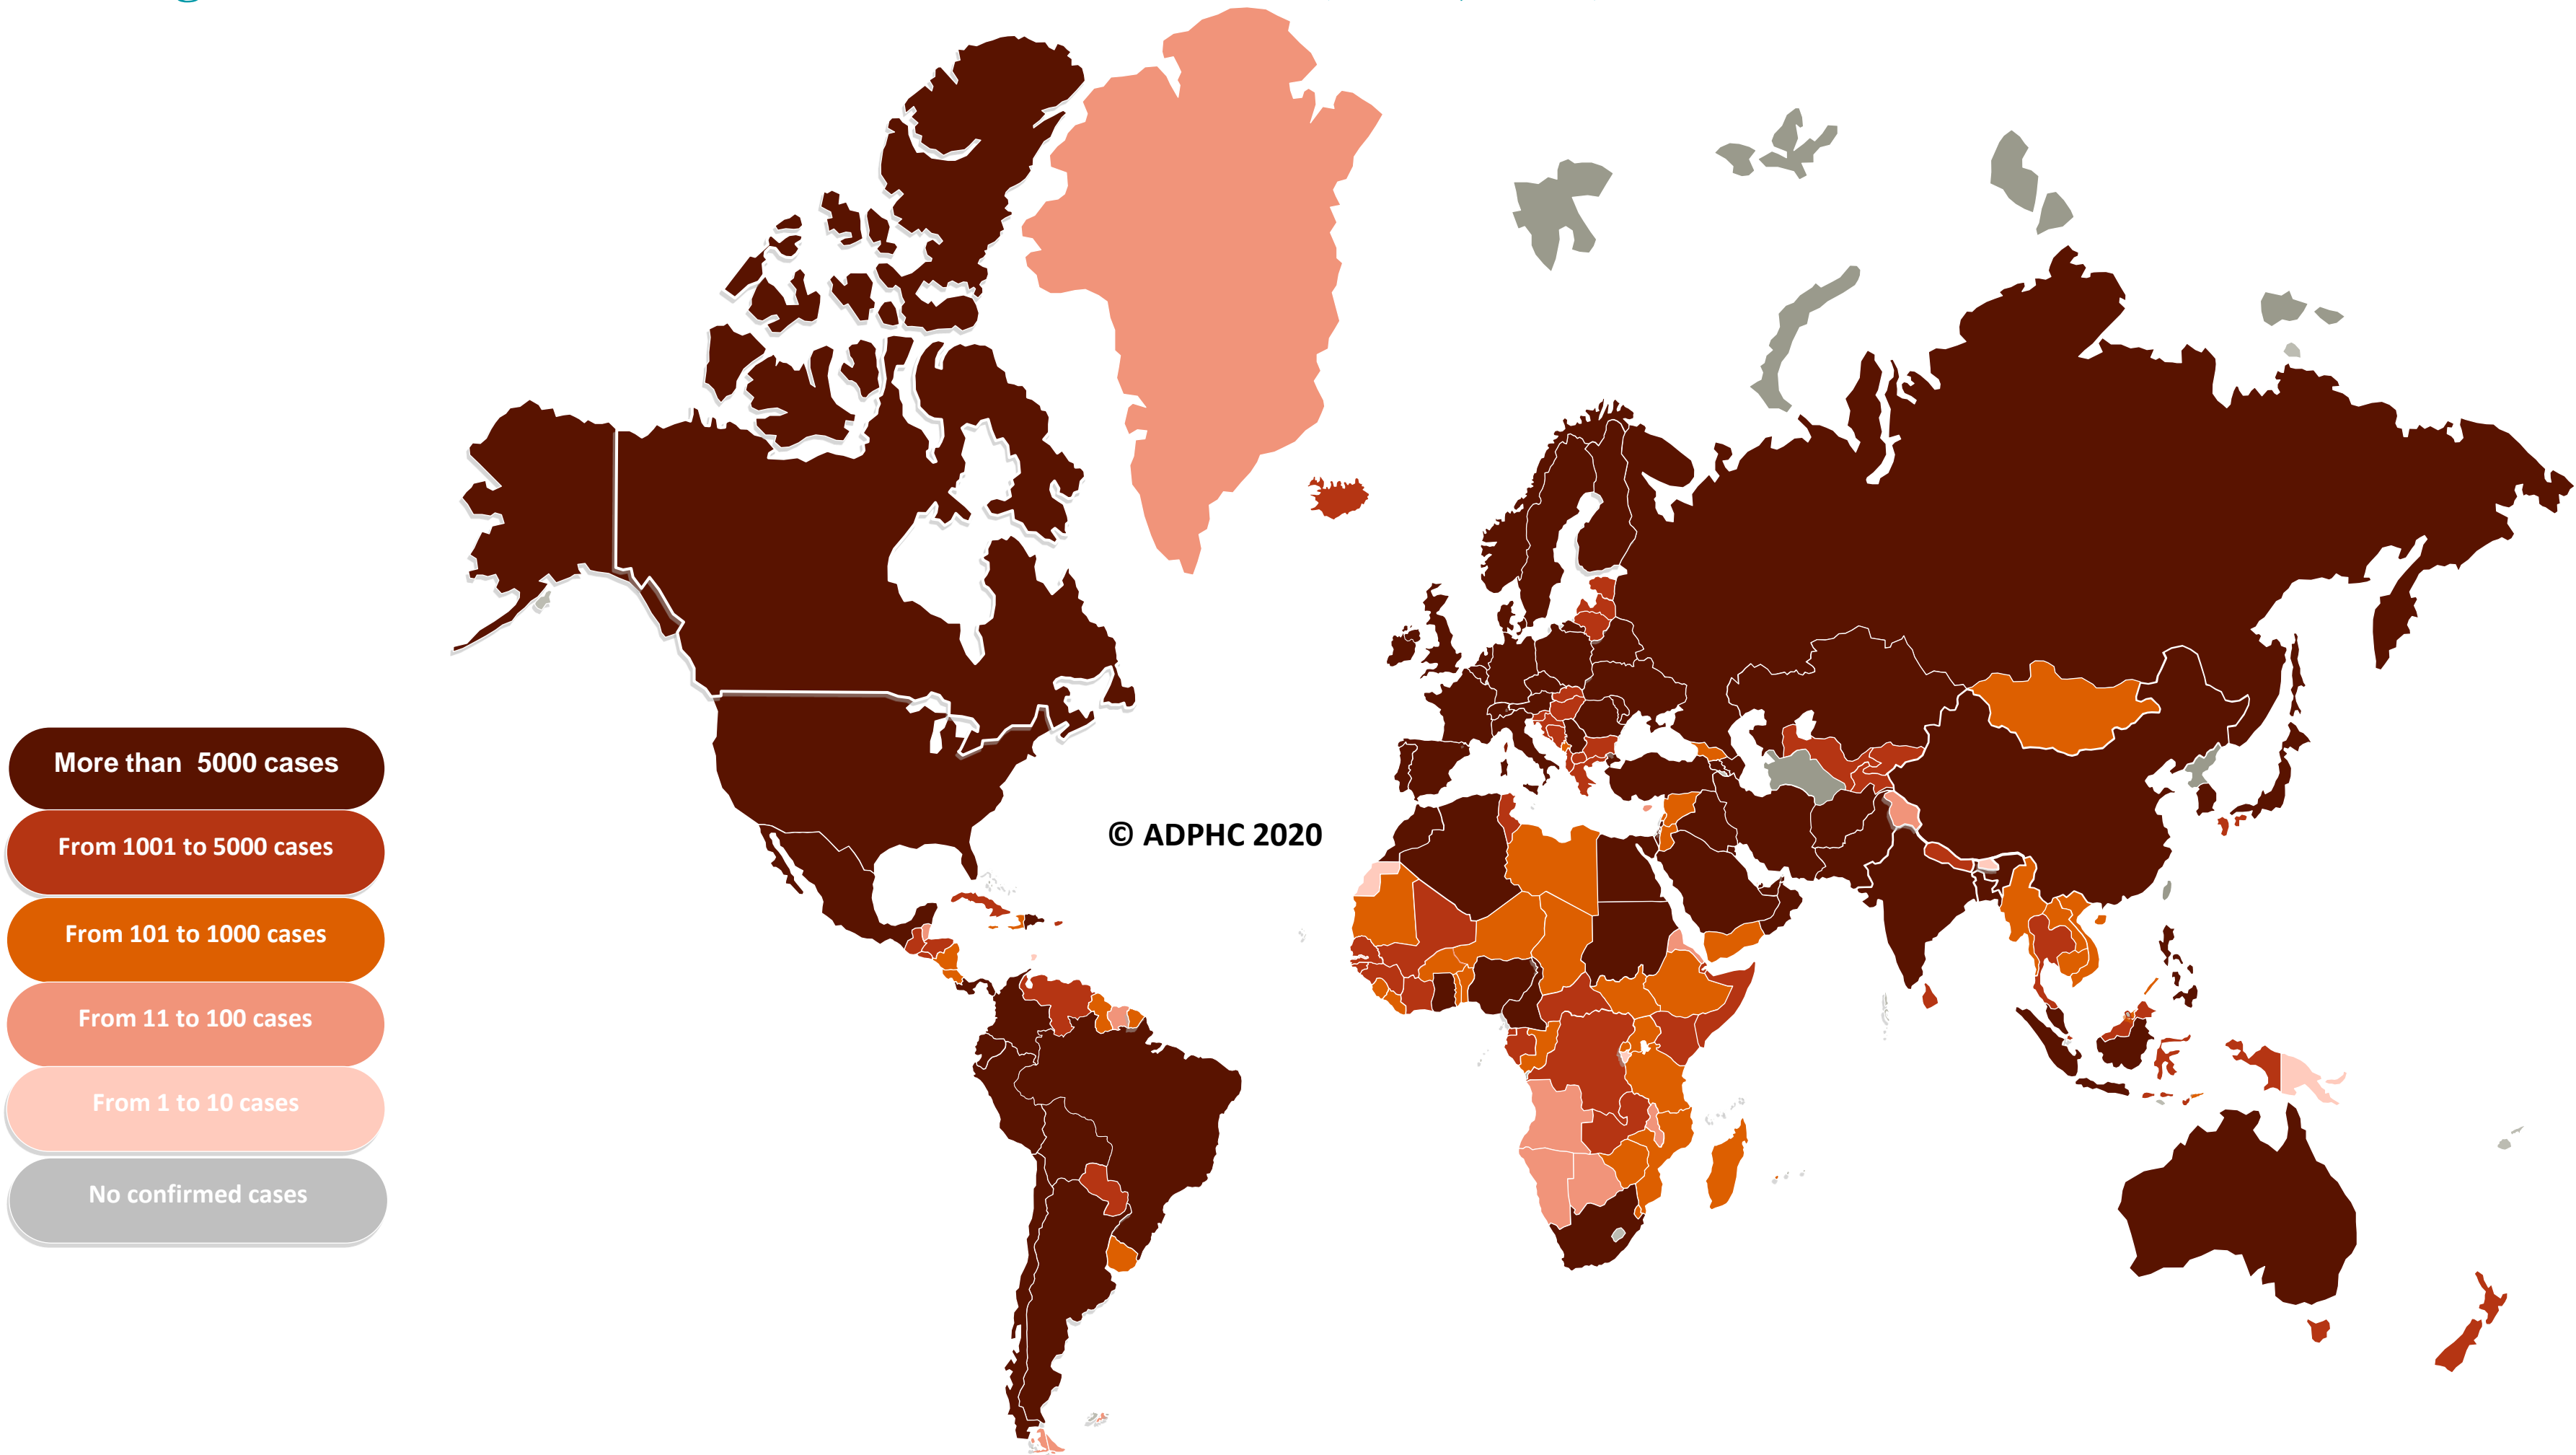 More than 5000 cases
From 1001 to 5000 cases
© ADPHC 2020
From 101 to 1000 cases
From 11 to 100 cases
From 1 to 10 cases
No confirmed cases